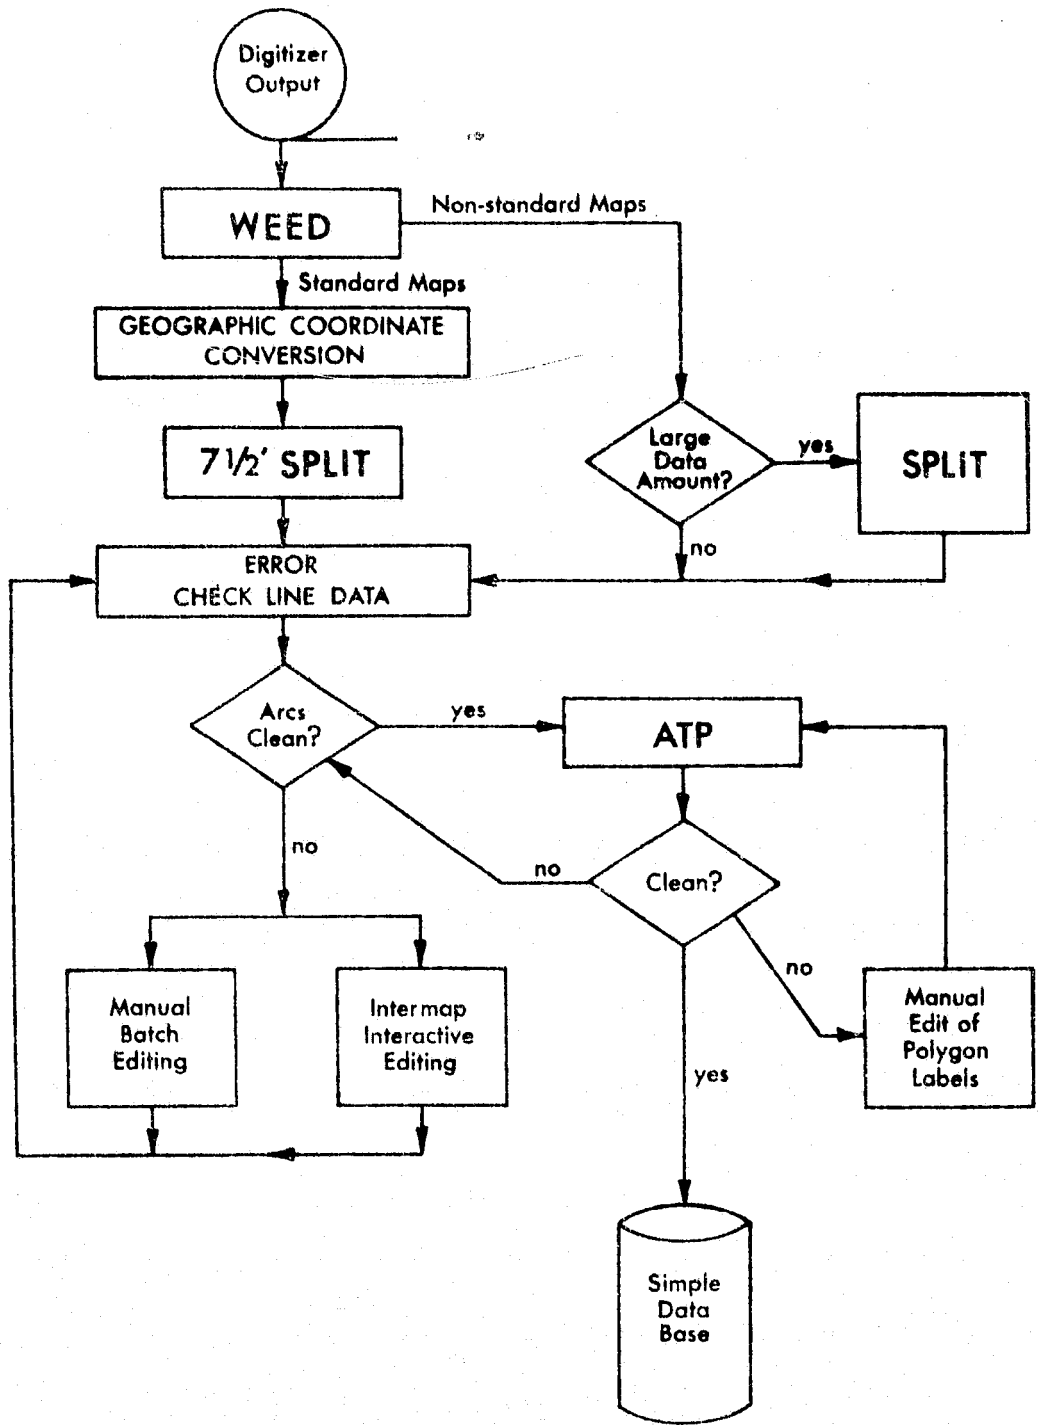 Digitizer
Output
WEED
Non-standard Maps
Standard Maps
GEOGRAPHIC COORDINATE
CONVERSION
7 1/2' SPLIT
Large
Data
Amount?
yes
SPLIT
no
ERROR
CHECK LINE DATA
Arcs
Clean?
yes
ATP
no
no
Clean?
no
Manual
Batch
Editing
Intermap
Interactive
Editing
Manual
Edit of
Polygon
Labels
yes
Simple
Data
Base